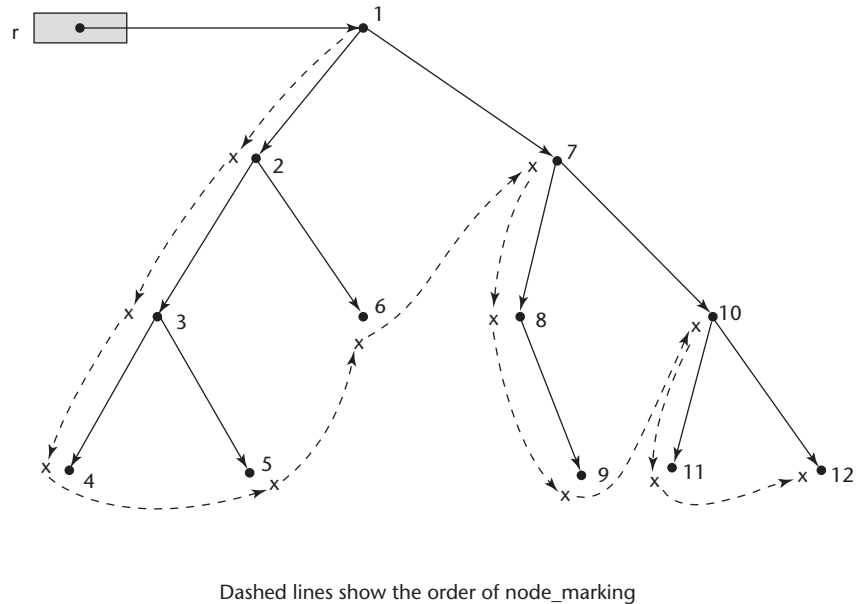 1
r
x
2
x
7
x
3
6
x
8
10
x
x
x
4
5
x
9
x
11
x
12
x
Dashed lines show the order of node_marking